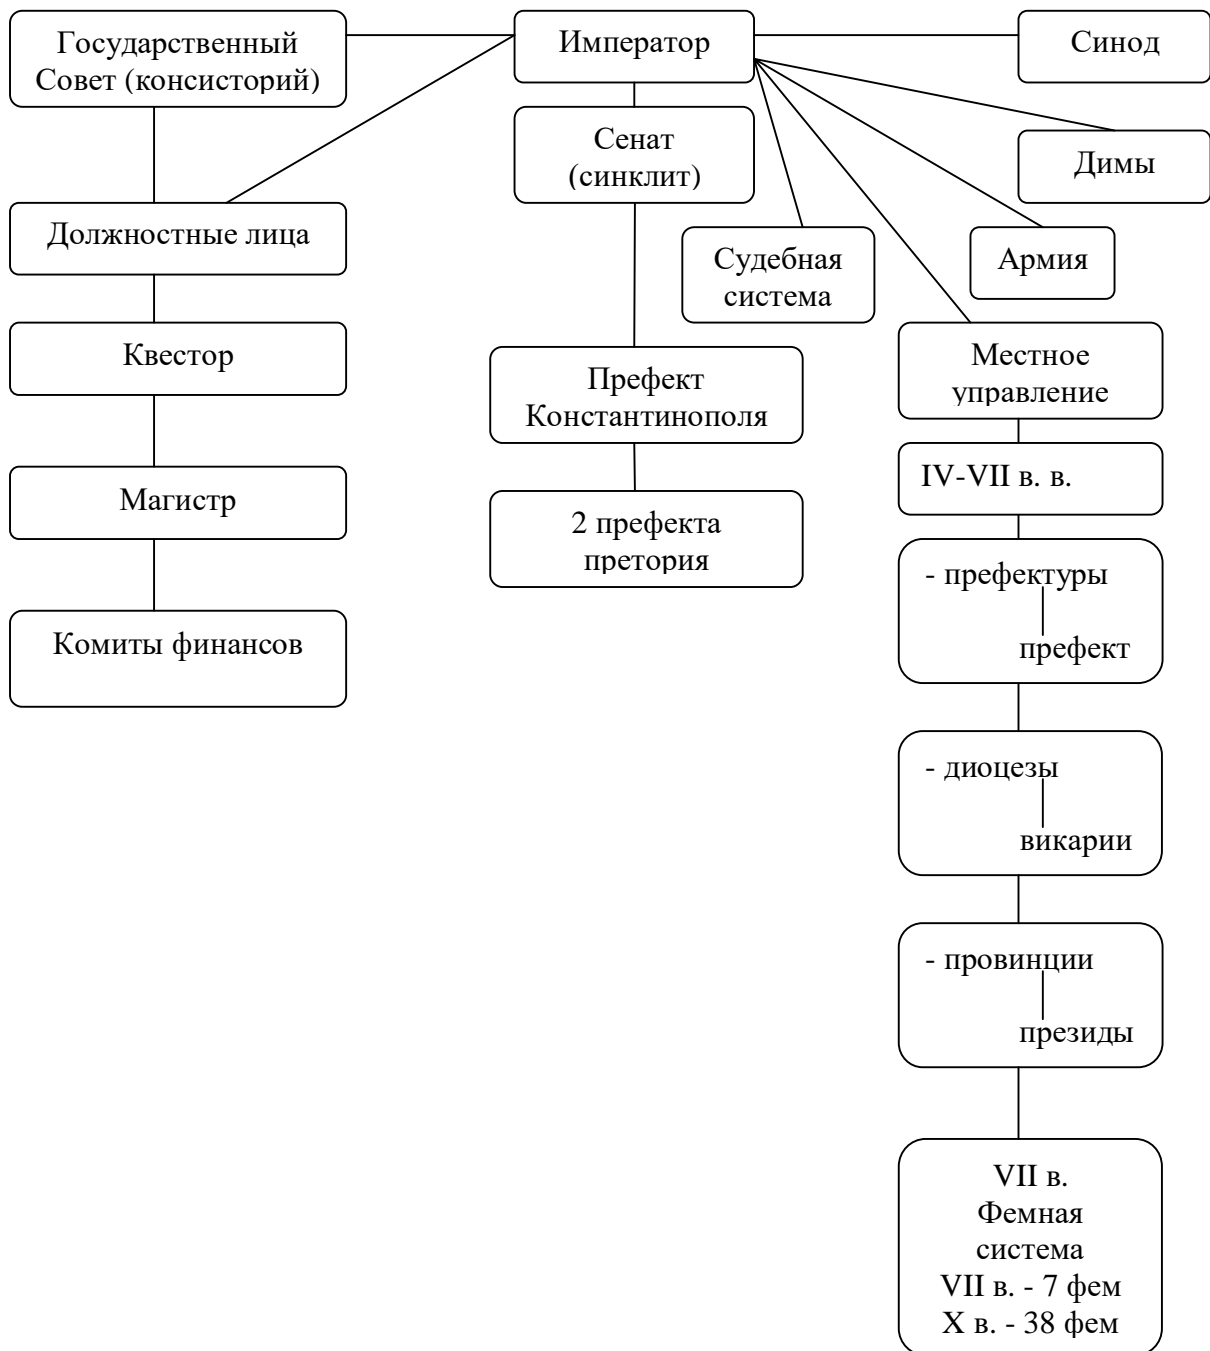 Государственный
Совет (консисторий)
Император
Синод
Сенат
(синклит)
Димы
Должностные лица
Судебная
система
Армия
Квестор
Префект
Константинополя
Местное
управление
IV-VII в. в.
Магистр
2 префекта
претория
- префектуры
префект
Комиты финансов
- диоцезы
викарии
- провинции
президы
VII в.
Фемная
система
VII в. - 7 фем
X в. - 38 фем